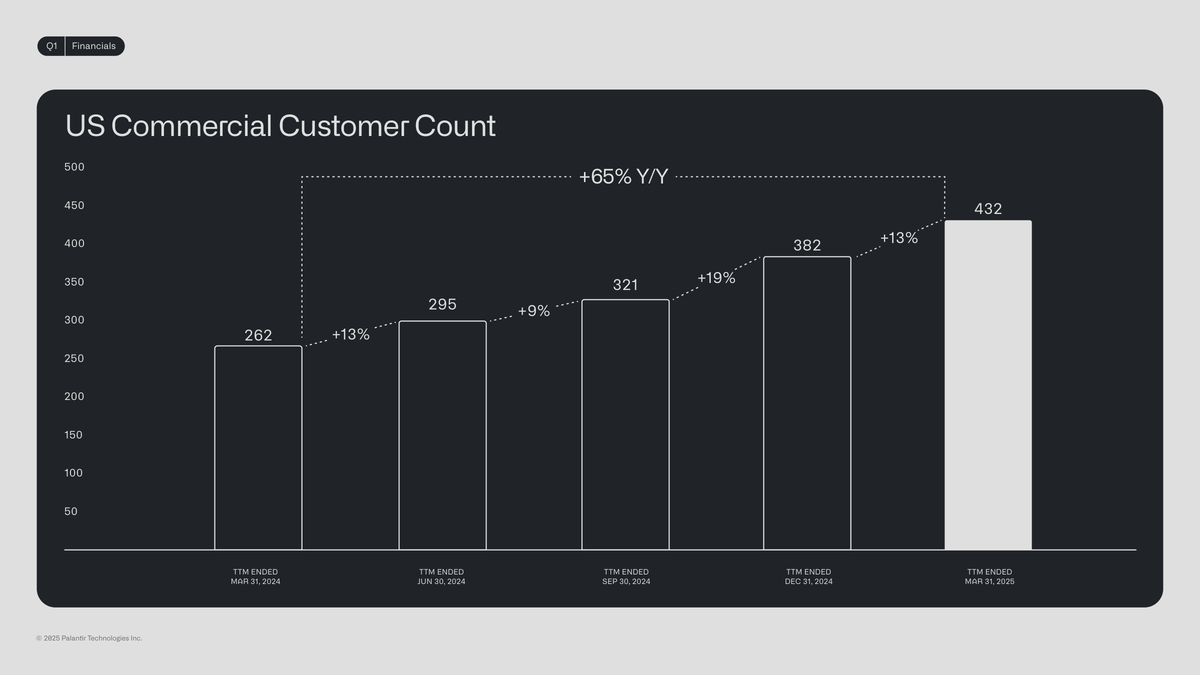 Q1 Financials
US Commercial Customer Count
500
450
400
350
300
250
200
150
100
50
+65% Y/Y
262
+13%
295
+9%
321
+19%
382
+13%
432
TTM ENDED
MAR 31, 2024
TTM ENDED
JUN 30, 2024
TTM ENDED
SEP 30, 2024
TTM ENDED
DEC 31, 2024
TTM ENDED
MAR 31, 2025
© 2025 Palantir Technologies Inc.